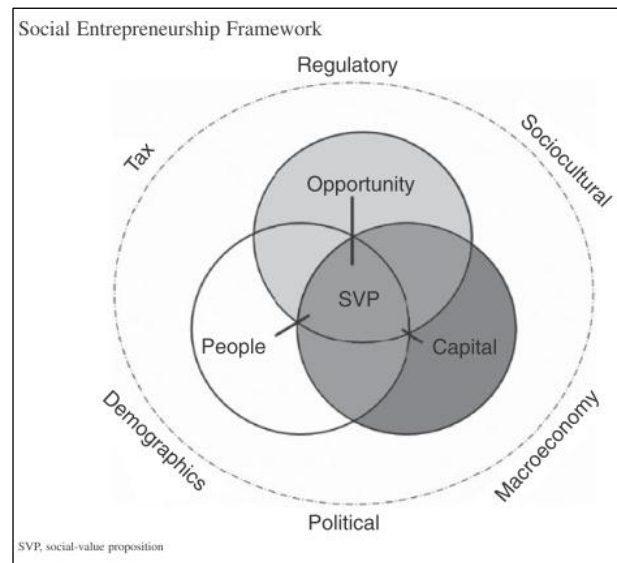 Social Entrepreneurship Framework
Regulatory
Tax
Sociocultural
Opportunity
SVP
People
Capital
Demographics
Macroeconomy
Political
SVP, social-value proposition